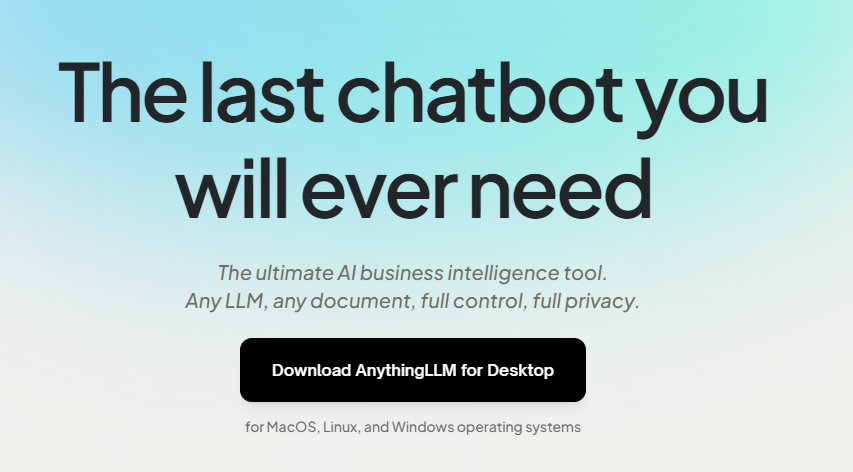 The last chatbot you
will ever need
The ultimate AI business intelligence tool.
Any LLM, any document, full control, full privacy.
Download AnythingLLM for Desktop
for MacOS, Linux, and Windows operating systems